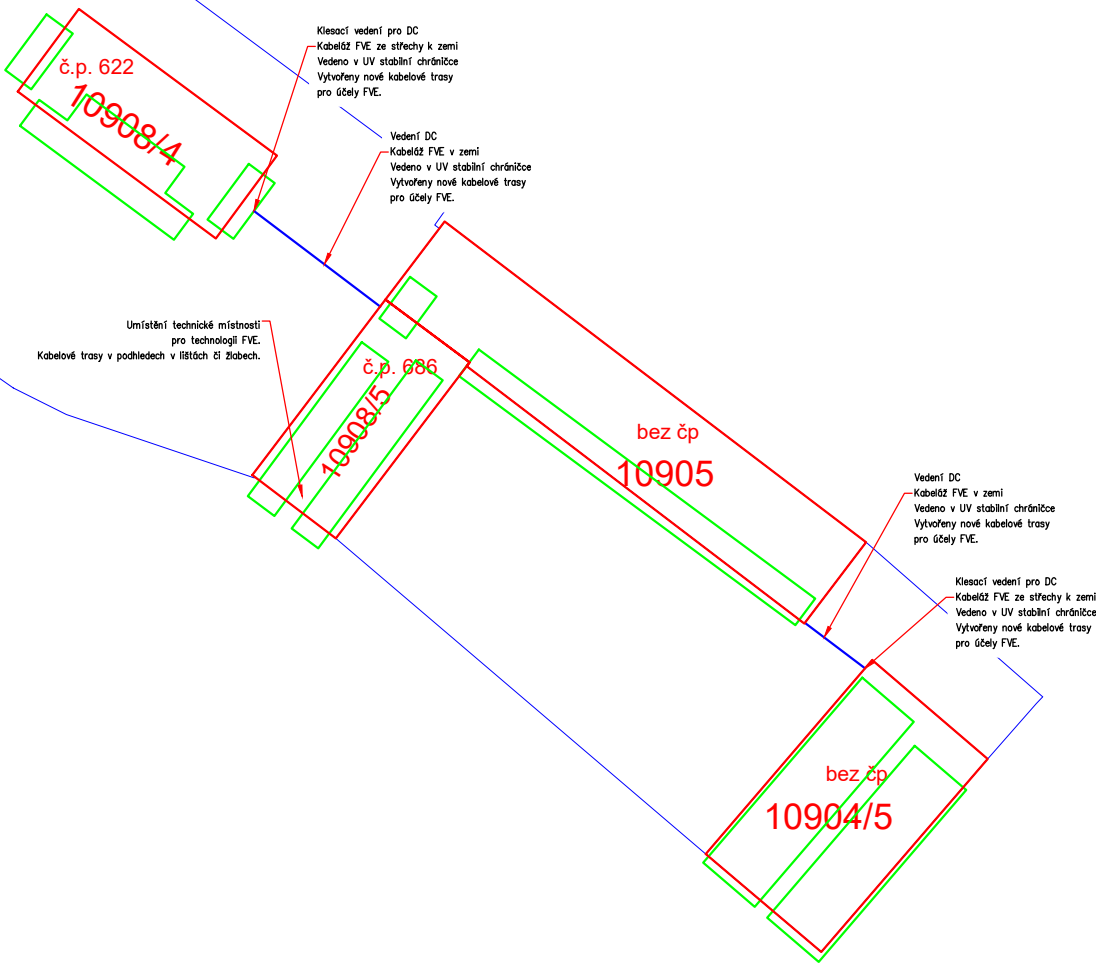 Klesací vedení pro DC
Kabeláž FVE ze střechy k zemi
Vedeno v UV stabilní chráničce
Vytvořeny nové kabelové trasy
pro účely FVE.
č.p. 622
10908/4
Vedení DC
Kabeláž FVE v zemi
Vedeno v UV stabilní chráničce
Vytvořeny nové kabelové trasy
pro účely FVE.
Umístění technické místnosti
pro technologii FVE.
Kabelové trasy v podhledech v lištách či žlabech.
č.p. 686
10908/5
bez čp
10905
Vedení DC
Kabeláž FVE v zemi
Vedeno v UV stabilní chráničce
Vytvořeny nové kabelové trasy
pro účely FVE.
Klesací vedení pro DC
Kabeláž FVE ze střechy k zemi
Vedeno v UV stabilní chráničce
Vytvořeny nové kabelové trasy
pro účely FVE.
bez čp
10904/5